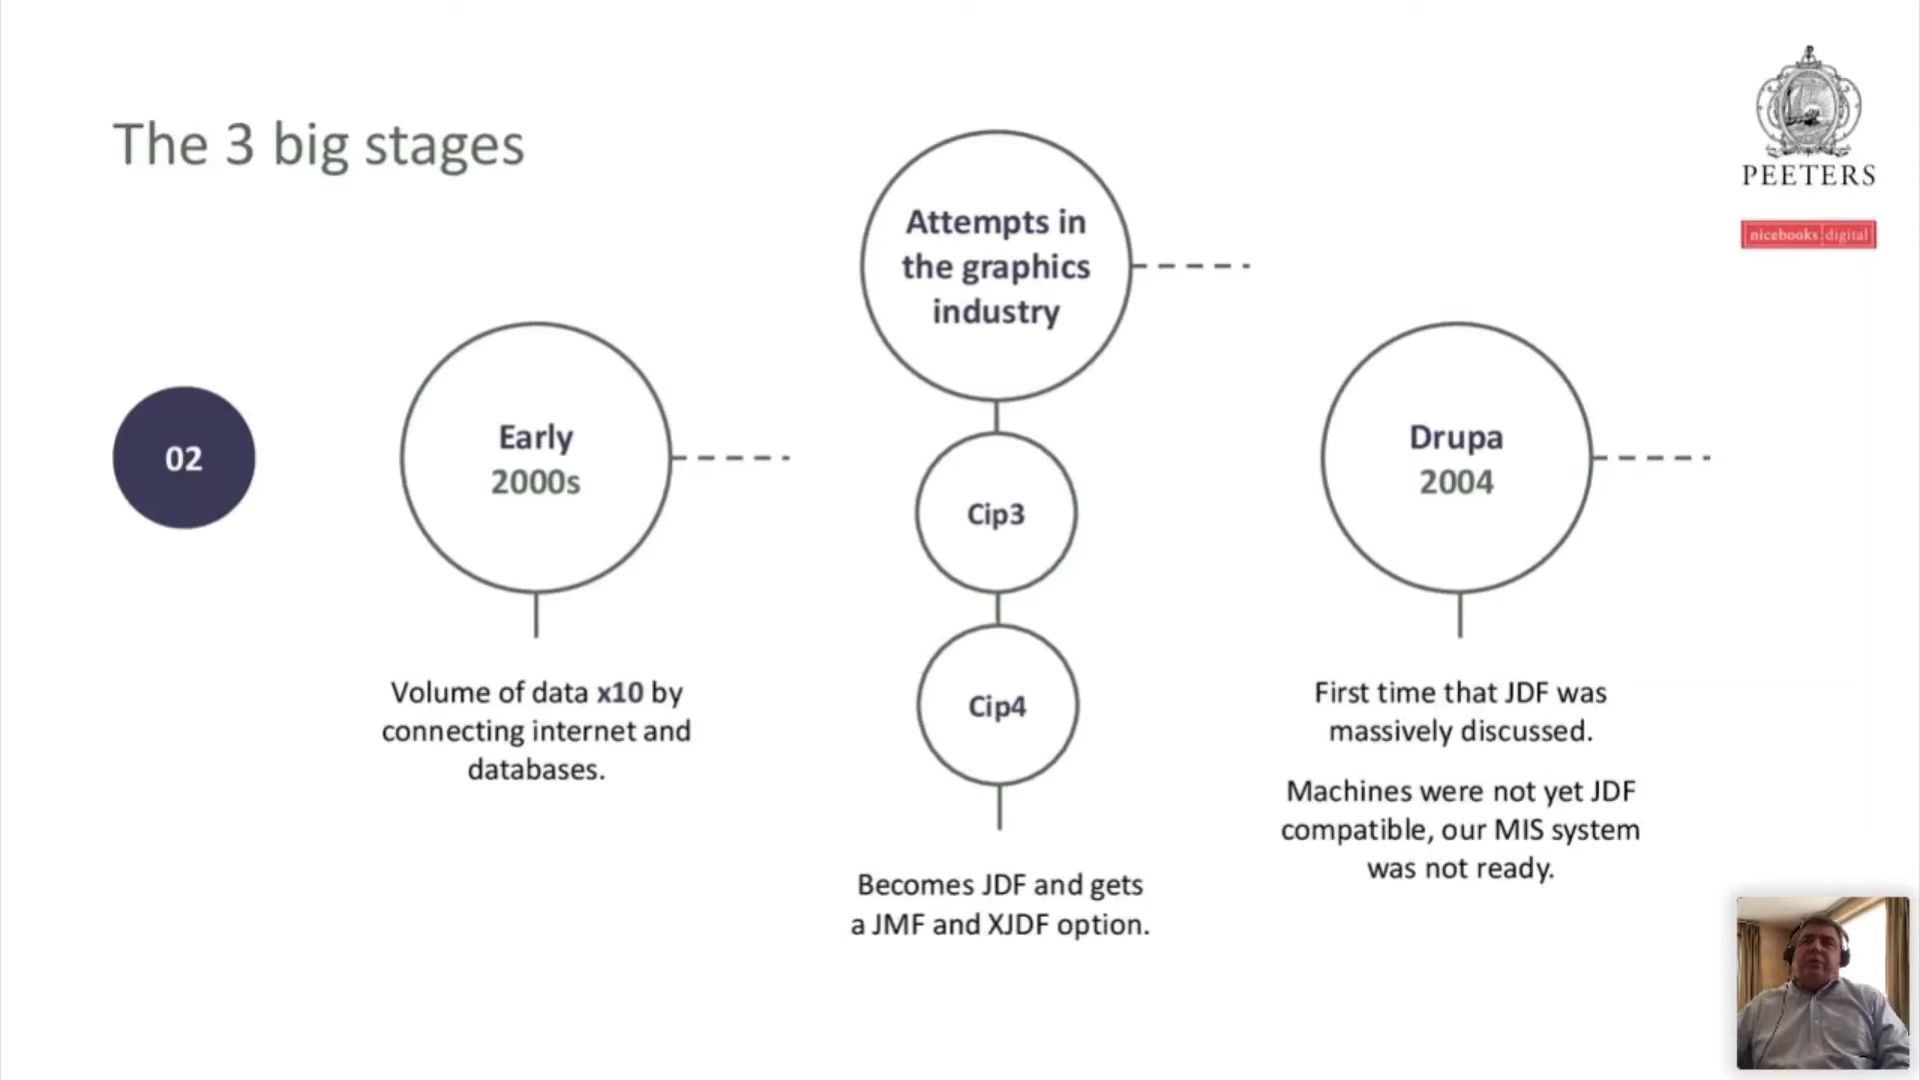 The 3 big stages
PEETERS
nicebooks digital
02
Early
2000s
Volume of data x10 by
connecting internet and
databases.
Attempts in
the graphics
industry
Cip3
Cip4
Becomes JDF and gets
a JMF and XJDF option.
Drupa
2004
First time that JDF was
massively discussed.
Machines were not yet JDF
compatible, our MIS system
was not ready.